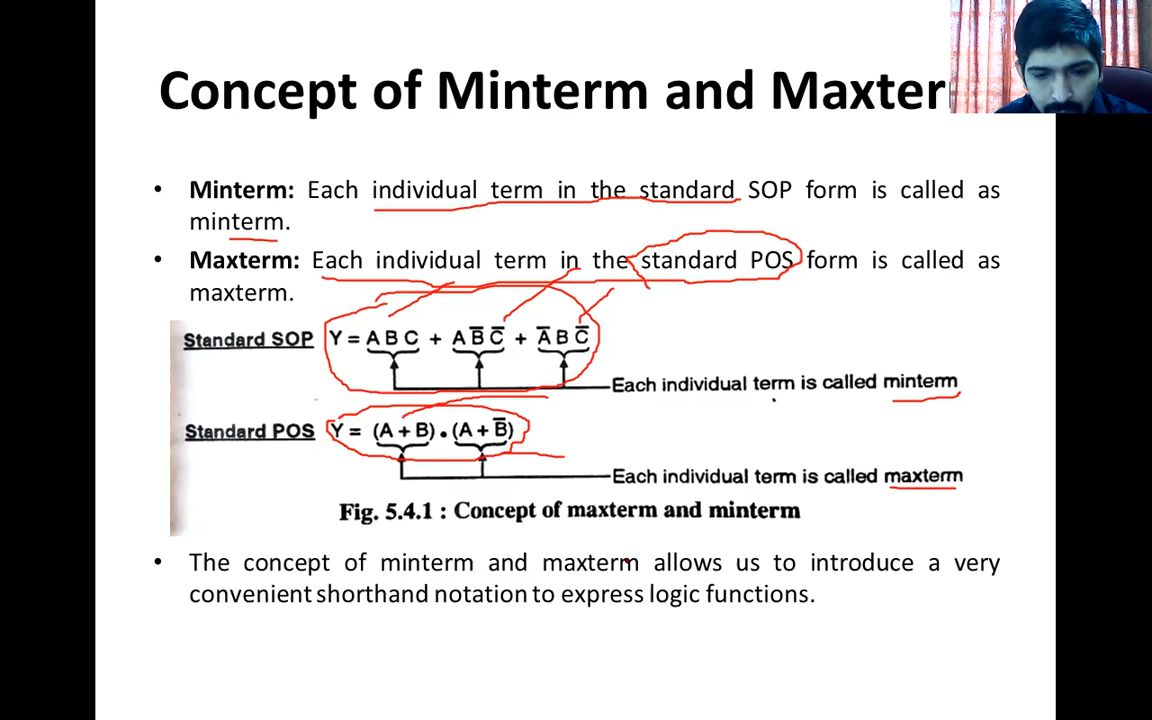 Concept of Minterm and Maxter
• Minterm: Each individual term in the standard SOP form is called as
minterm.
• Maxterm: Each individual term in the standard POS form is called as
maxterm.
Standard SOP Y = A B C + A B̅ C̅ + A̅ B C̅
Each individual term is called minterm
Standard POS Y = (A + B) • (A + B̅)
Each individual term is called maxterm
Fig. 5.4.1 : Concept of maxterm and minterm
• The concept of minterm and maxterm allows us to introduce a very
convenient shorthand notation to express logic functions.